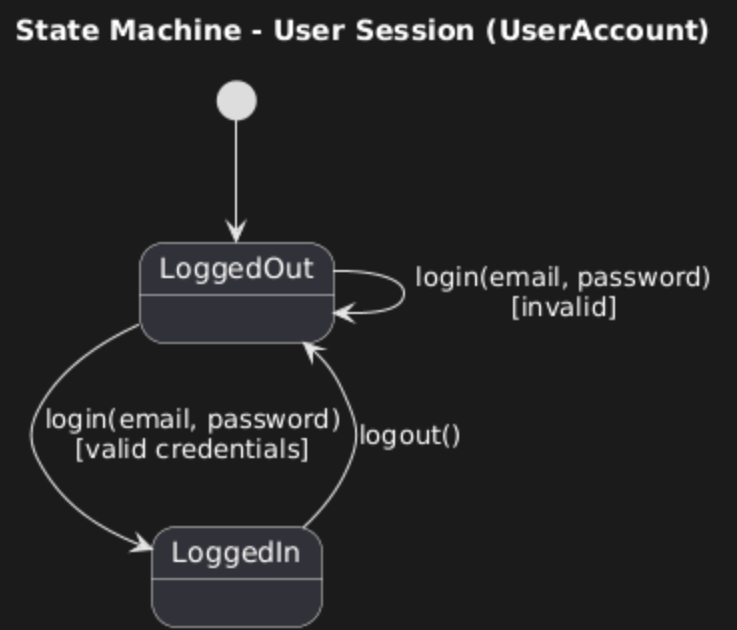 State Machine - User Session (UserAccount)
LoggedOut
login(email, password)
[invalid]
login(email, password)
[valid credentials]
logout()
LoggedIn